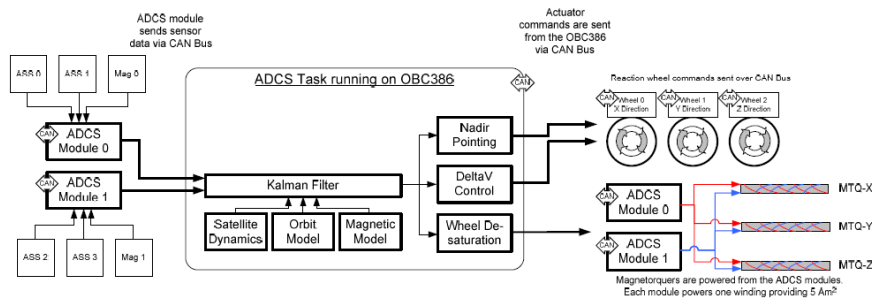 ADCS module
sends sensor
data via CAN Bus
Actuator
commands are sent
from the OBC386
via CAN Bus
ASS 0
ASS 1
Mag 0
ADCS Task running on OBC386
CAN
Reaction wheel commands sent over CAN Bus
CAN
Wheel 0
X Direction
CAN
Wheel 1
Y Direction
CAN
Wheel 2
Z Direction
CAN
ADCS
Module 0
Nadir
Pointing
CAN
ADCS
Module 1
Kalman Filter
DeltaV
Control
Satellite
Dynamics
Orbit
Model
Magnetic
Model
Wheel De-
saturation
CAN
ADCS
Module 0
CAN
ADCS
Module 1
MTQ-X
MTQ-Y
MTQ-Z
ASS 2
ASS 3
Mag 1
Magnetorquers are powered from the ADCS modules.
Each module powers one winding providing 5 Am²